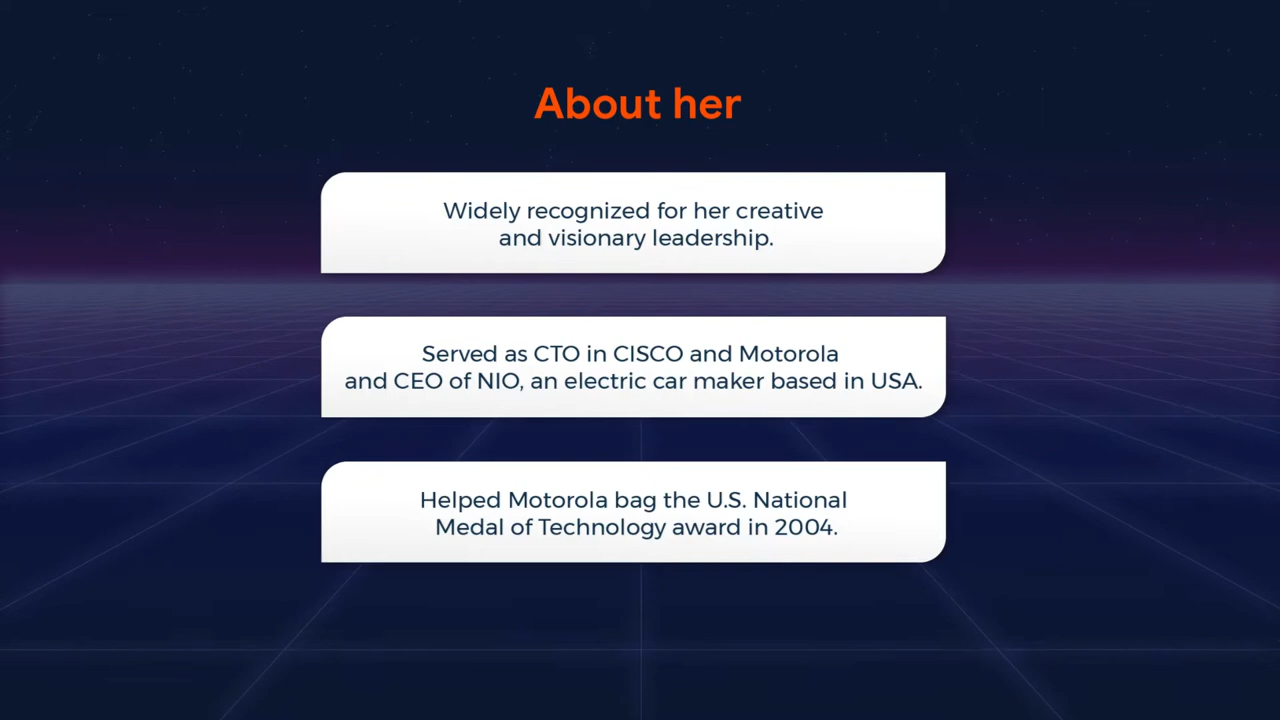 About her
Widely recognized for her creative
and visionary leadership.
Served as CTO in CISCO and Motorola
and CEO of NIO, an electric car maker based in USA.
Helped Motorola bag the U.S. National
Medal of Technology award in 2004.